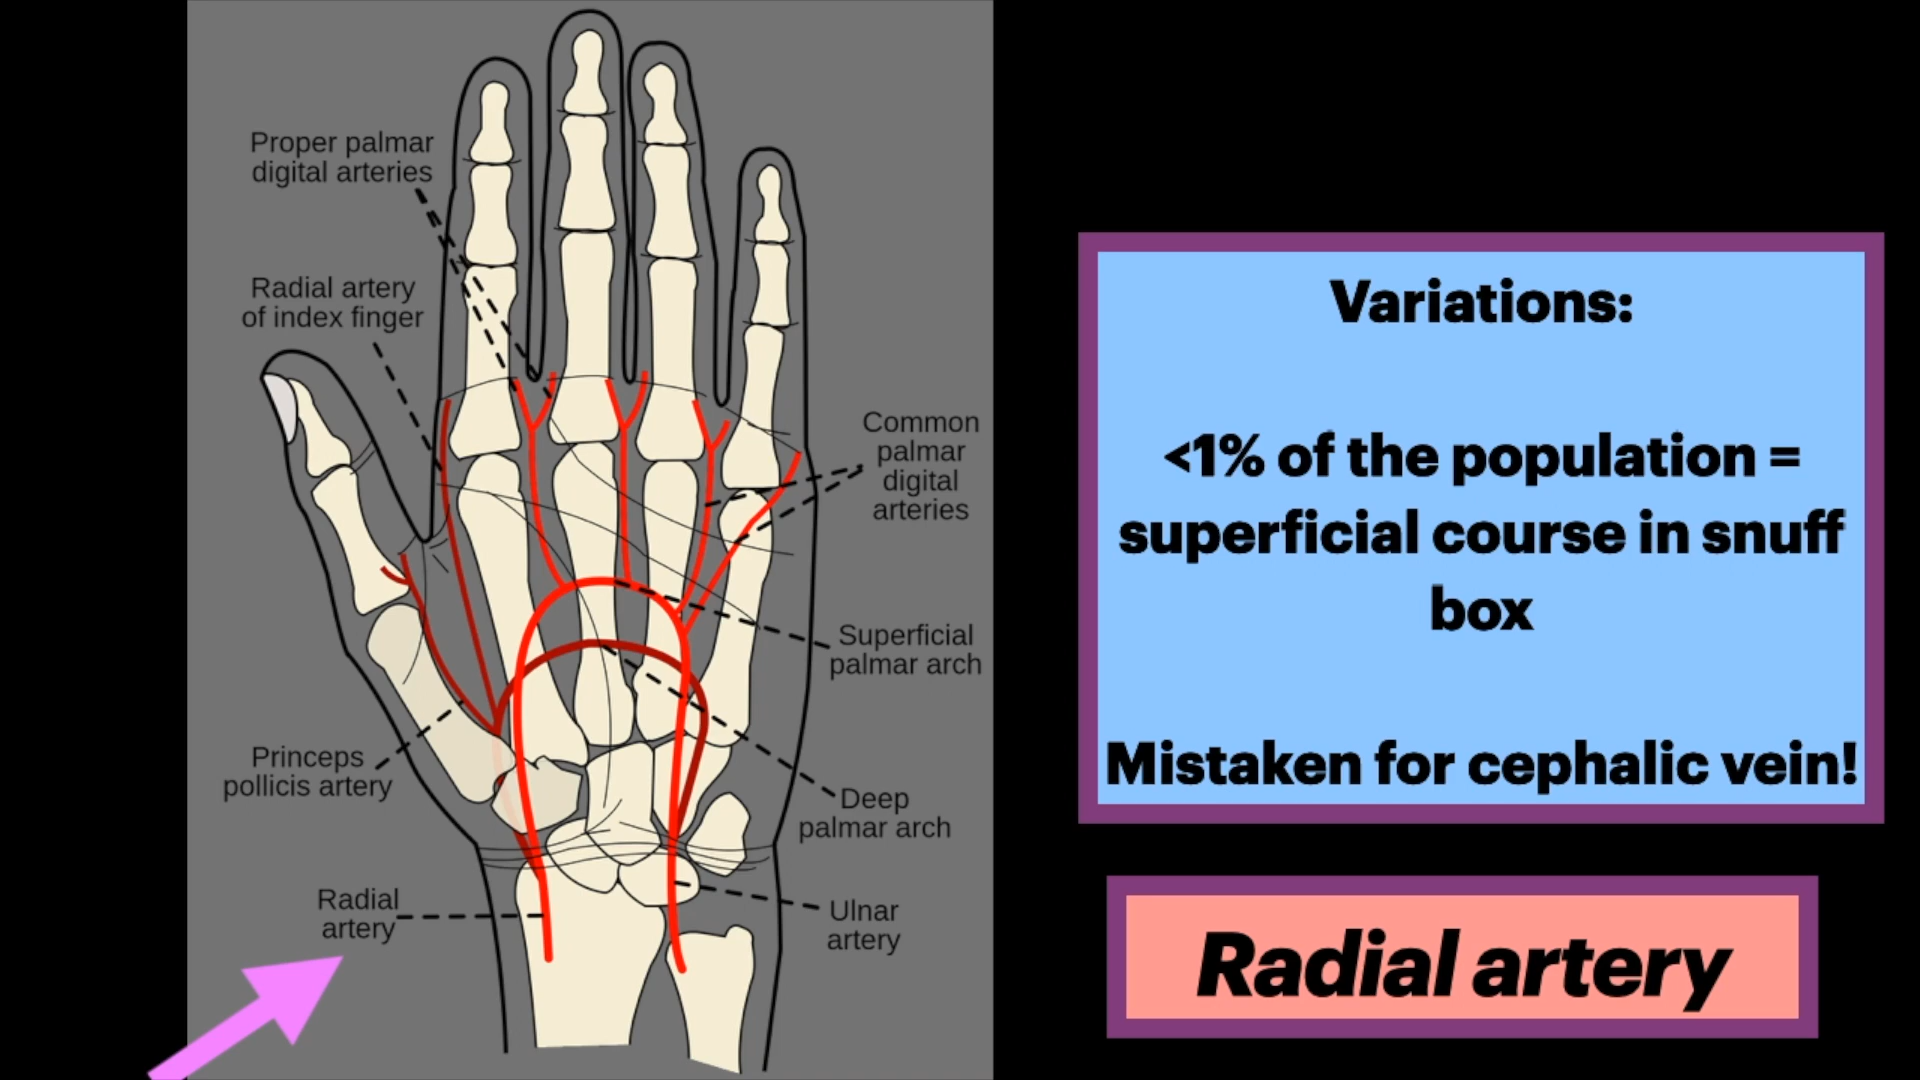 Proper palmar
digital arteries
Radial artery
of index finger
Common
palmar
digital
arteries
Superficial
palmar arch
Princeps
pollicis artery
Deep
palmar arch
Radial
artery
Ulnar
artery
Variations:
<1% of the population =
superficial course in snuff
box
Mistaken for cephalic vein!
Radial artery